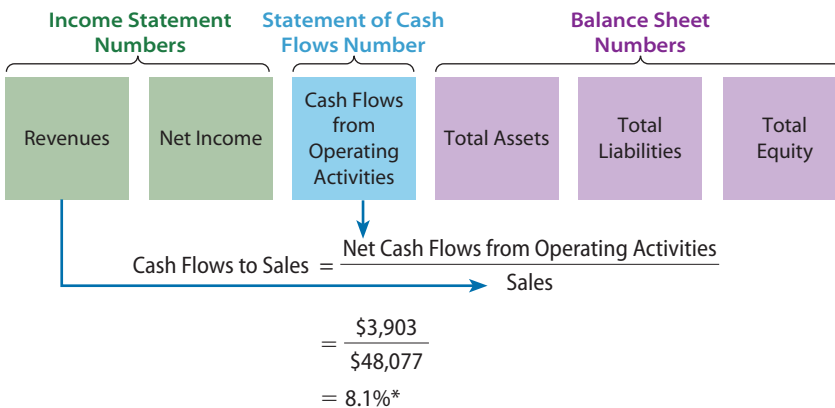 Income Statement Numbers
Statement of Cash Flows Number
Balance Sheet Numbers
Revenues
Net Income
Cash Flows from Operating Activities
Total Assets
Total Liabilities
Total Equity
Cash Flows to Sales = Net Cash Flows from Operating Activities
Sales
= $3,903
$48,077
= 8.1%*